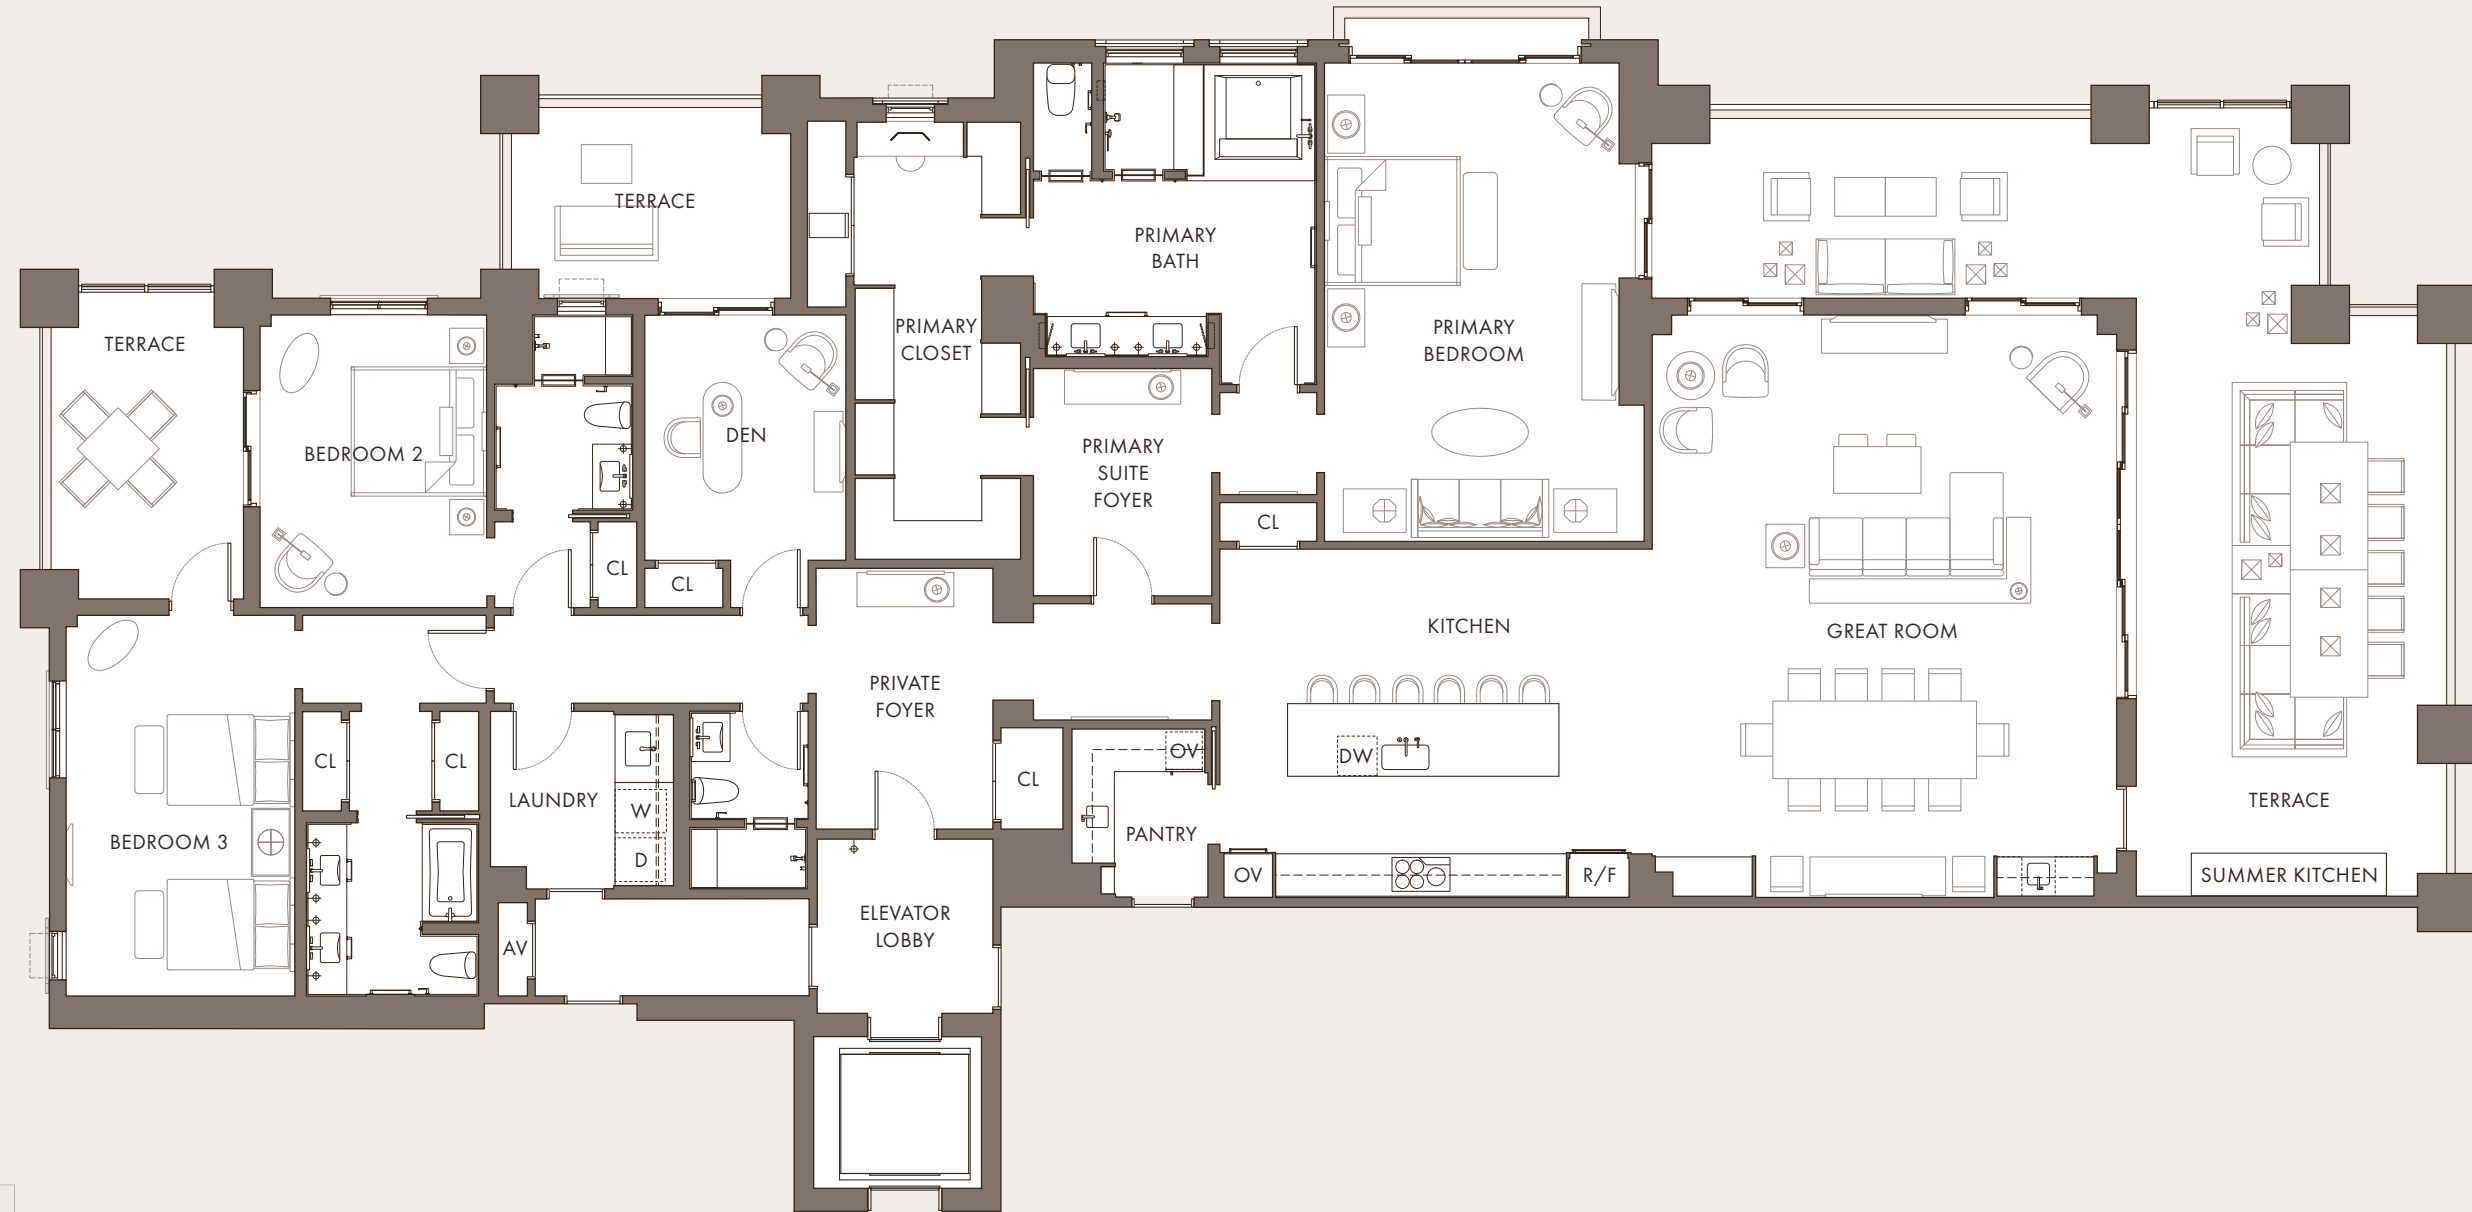 TERRACE
TERRACE
PRIMARY
BATH
PRIMARY
CLOSET
PRIMARY
BEDROOM
TERRACE
BEDROOM 2
DEN
PRIMARY
SUITE
FOYER
CL
CL
CL
KITCHEN
GREAT ROOM
PRIVATE
FOYER
CL
CL
LAUNDRY
W
D
CL
OV
DW
PANTRY
TERRACE
BEDROOM 3
OV
R/F
SUMMER KITCHEN
AV
ELEVATOR
LOBBY